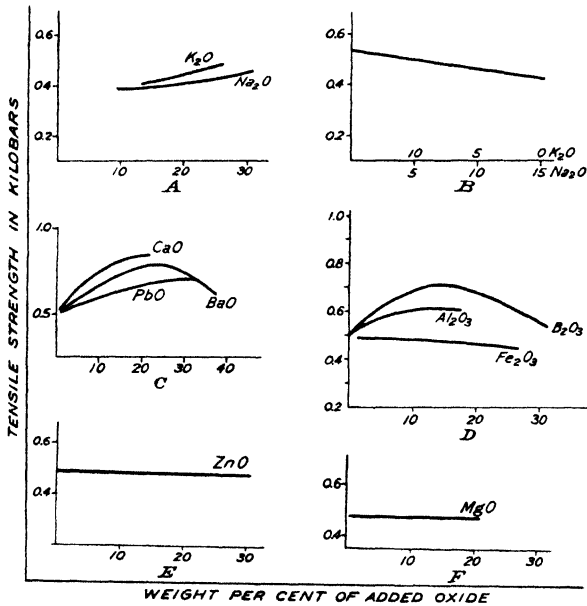 TENSILE STRENGTH IN KILOBARS
0.6
0.4
0.2
K₂O
Na₂O
10 20 30
A
0.6
0.4
0.2
10 5 0 K₂O
5 10 15 Na₂O
B
1.0
0.5
CaO
PbO
BaO
10 20 30 40
C
1.0
0.8
0.6
0.4
0.2
Al₂O₃
B₂O₃
Fe₂O₃
10 20 30
D
0.6
0.4
ZnO
10 20 30
E
0.6
0.4
MgO
10 20 30
F
WEIGHT PER CENT OF ADDED OXIDE